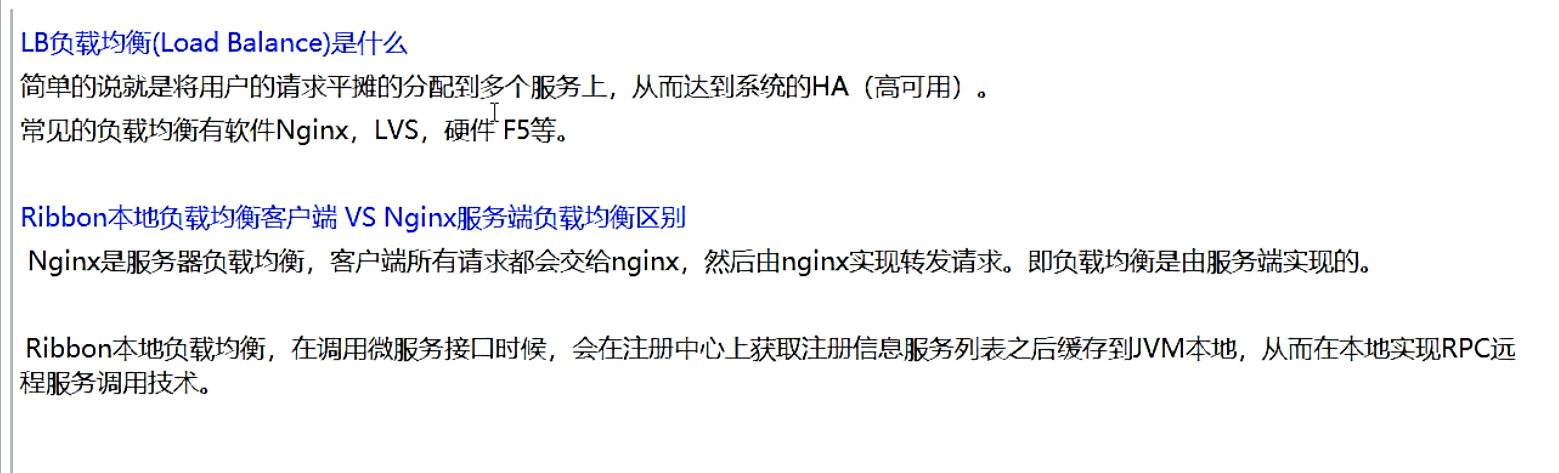 LB负载均衡(Load Balance)是什么
简单的说就是将用户的请求平摊的分配到多个服务上，从而达到系统的HA（高可用）。
常见的负载均衡有软件Nginx，LVS，硬件 F5等。
Ribbon本地负载均衡客户端 VS Nginx服务端负载均衡区别
Nginx是服务器负载均衡，客户端所有请求都会交给nginx，然后由nginx实现转发请求。即负载均衡是由服务端实现的。
Ribbon本地负载均衡，在调用微服务接口时候，会在注册中心上获取注册信息服务列表之后缓存到JVM本地，从而在本地实现RPC远
程服务调用技术。